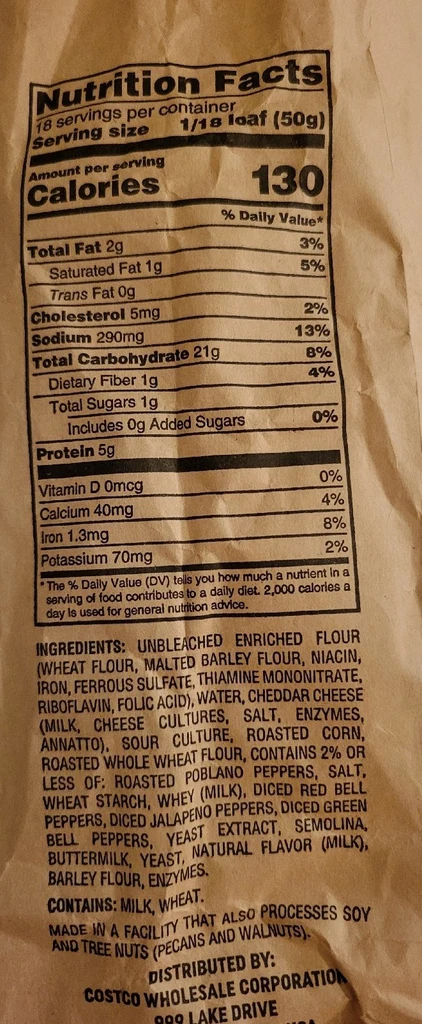 Nutrition Facts
18 servings per container
Serving size 1/18 loaf (50g)
Amount per serving
Calories 130
% Daily Value*
Total Fat 2g 3%
Saturated Fat 1g 5%
Trans Fat 0g
Cholesterol 5mg 2%
Sodium 290mg 13%
Total Carbohydrate 21g 8%
Dietary Fiber 1g 4%
Total Sugars 1g
Includes 0g Added Sugars 0%
Protein 5g
Vitamin D 0mcg 0%
Calcium 40mg 4%
Iron 1.3mg 8%
Potassium 70mg 2%
*The % Daily Value (DV) tells you how much a nutrient in a
serving of food contributes to a daily diet. 2,000 calories a
day is used for general nutrition advice.
INGREDIENTS: UNBLEACHED ENRICHED FLOUR
(WHEAT FLOUR, MALTED BARLEY FLOUR, NIACIN,
IRON, FERROUS SULFATE, THIAMINE MONONITRATE,
RIBOFLAVIN, FOLIC ACID), WATER, CHEDDAR CHEESE
(MILK, CHEESE CULTURES, SALT, ENZYMES,
ANNATTO), SOUR CULTURE, ROASTED CORN,
ROASTED WHOLE WHEAT FLOUR, CONTAINS 2% OR
LESS OF: ROASTED POBLANO PEPPERS, SALT,
WHEAT STARCH, WHEY (MILK), DICED RED BELL
PEPPERS, DICED JALAPENO PEPPERS, DICED GREEN
BELL PEPPERS, YEAST EXTRACT, SEMOLINA,
BUTTERMILK, YEAST, NATURAL FLAVOR (MILK),
BARLEY FLOUR, ENZYMES.
CONTAINS: MILK, WHEAT.
MADE IN A FACILITY THAT ALSO PROCESSES SOY
AND TREE NUTS (PECANS AND WALNUTS).
DISTRIBUTED BY:
COSTCO WHOLESALE CORPORATION
999 LAKE DRIVE